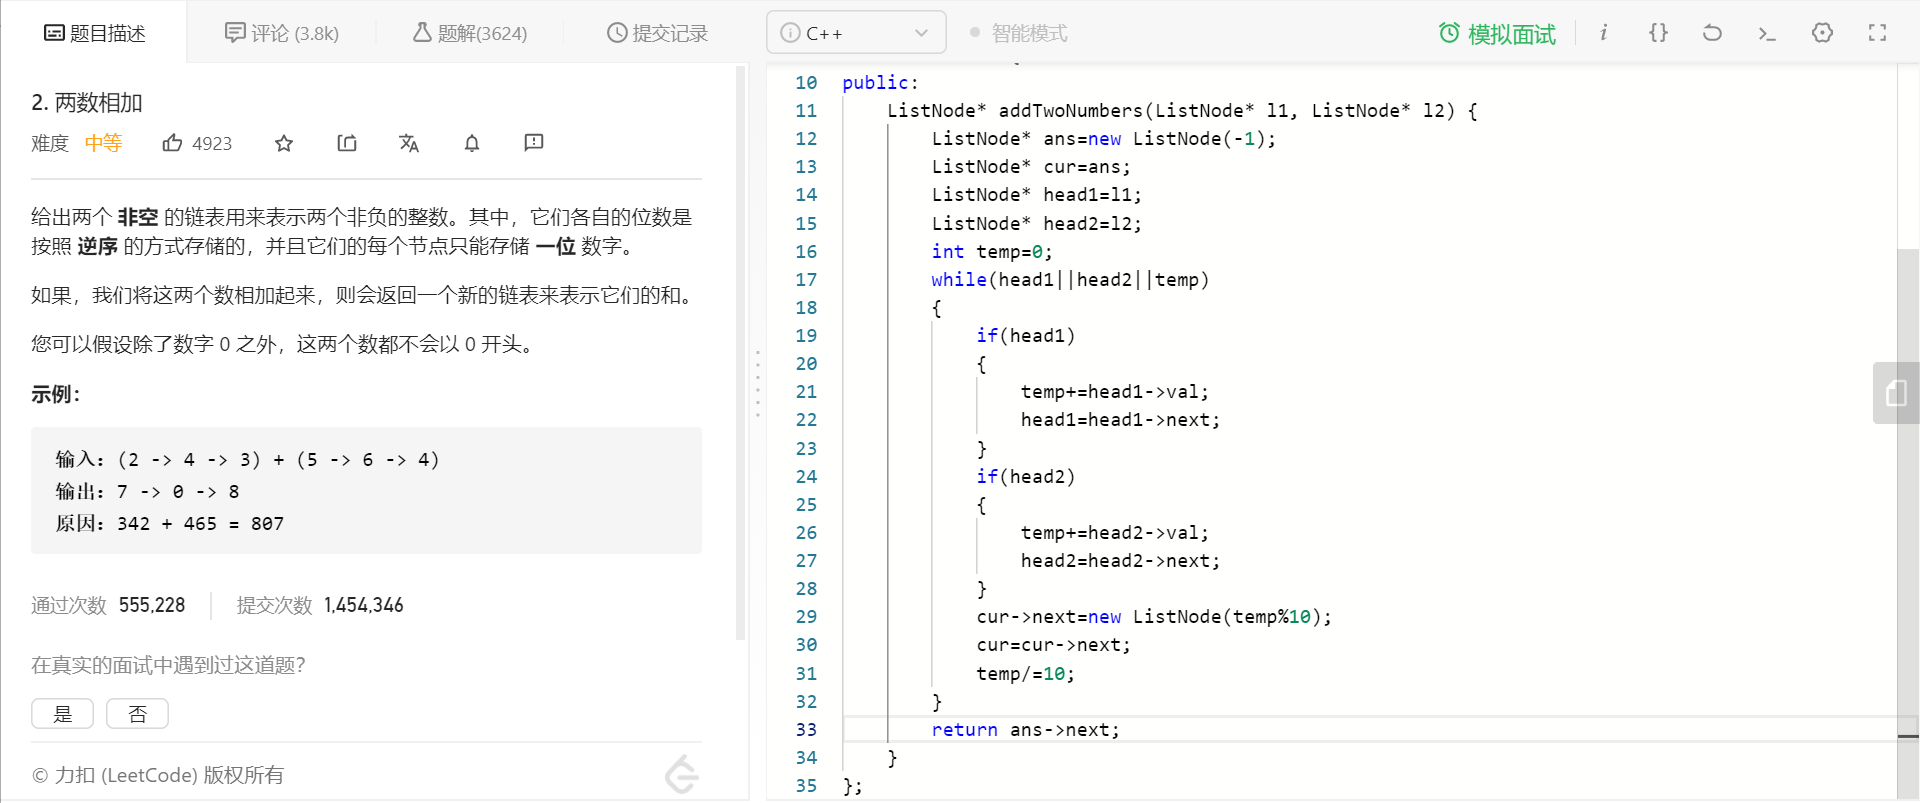 题目描述
评论 (3.8k)
题解(3624)
提交记录
C++
智能模式
模拟面试
i
{}
>_
2. 两数相加
难度 中等 4923
给出两个 非空 的链表用来表示两个非负的整数。其中，它们各自的位数是
按照 逆序 的方式存储的，并且它们的每个节点只能存储 一位 数字。
如果，我们将这两个数相加起来，则会返回一个新的链表来表示它们的和。
您可以假设除了数字 0 之外，这两个数都不会以 0 开头。
示例：
输入：(2 -> 4 -> 3) + (5 -> 6 -> 4)
输出：7 -> 0 -> 8
原因：342 + 465 = 807
通过次数 555,228 提交次数 1,454,346
在真实的面试中遇到过这道题？
是 否
© 力扣 (LeetCode) 版权所有
10 public:
11     ListNode* addTwoNumbers(ListNode* l1, ListNode* l2) {
12         ListNode* ans=new ListNode(-1);
13         ListNode* cur=ans;
14         ListNode* head1=l1;
15         ListNode* head2=l2;
16         int temp=0;
17         while(head1||head2||temp)
18         {
19             if(head1)
20             {
21                 temp+=head1->val;
22                 head1=head1->next;
23             }
24             if(head2)
25             {
26                 temp+=head2->val;
27                 head2=head2->next;
28             }
29             cur->next=new ListNode(temp%10);
30             cur=cur->next;
31             temp/=10;
32         }
33         return ans->next;
34     }
35 };